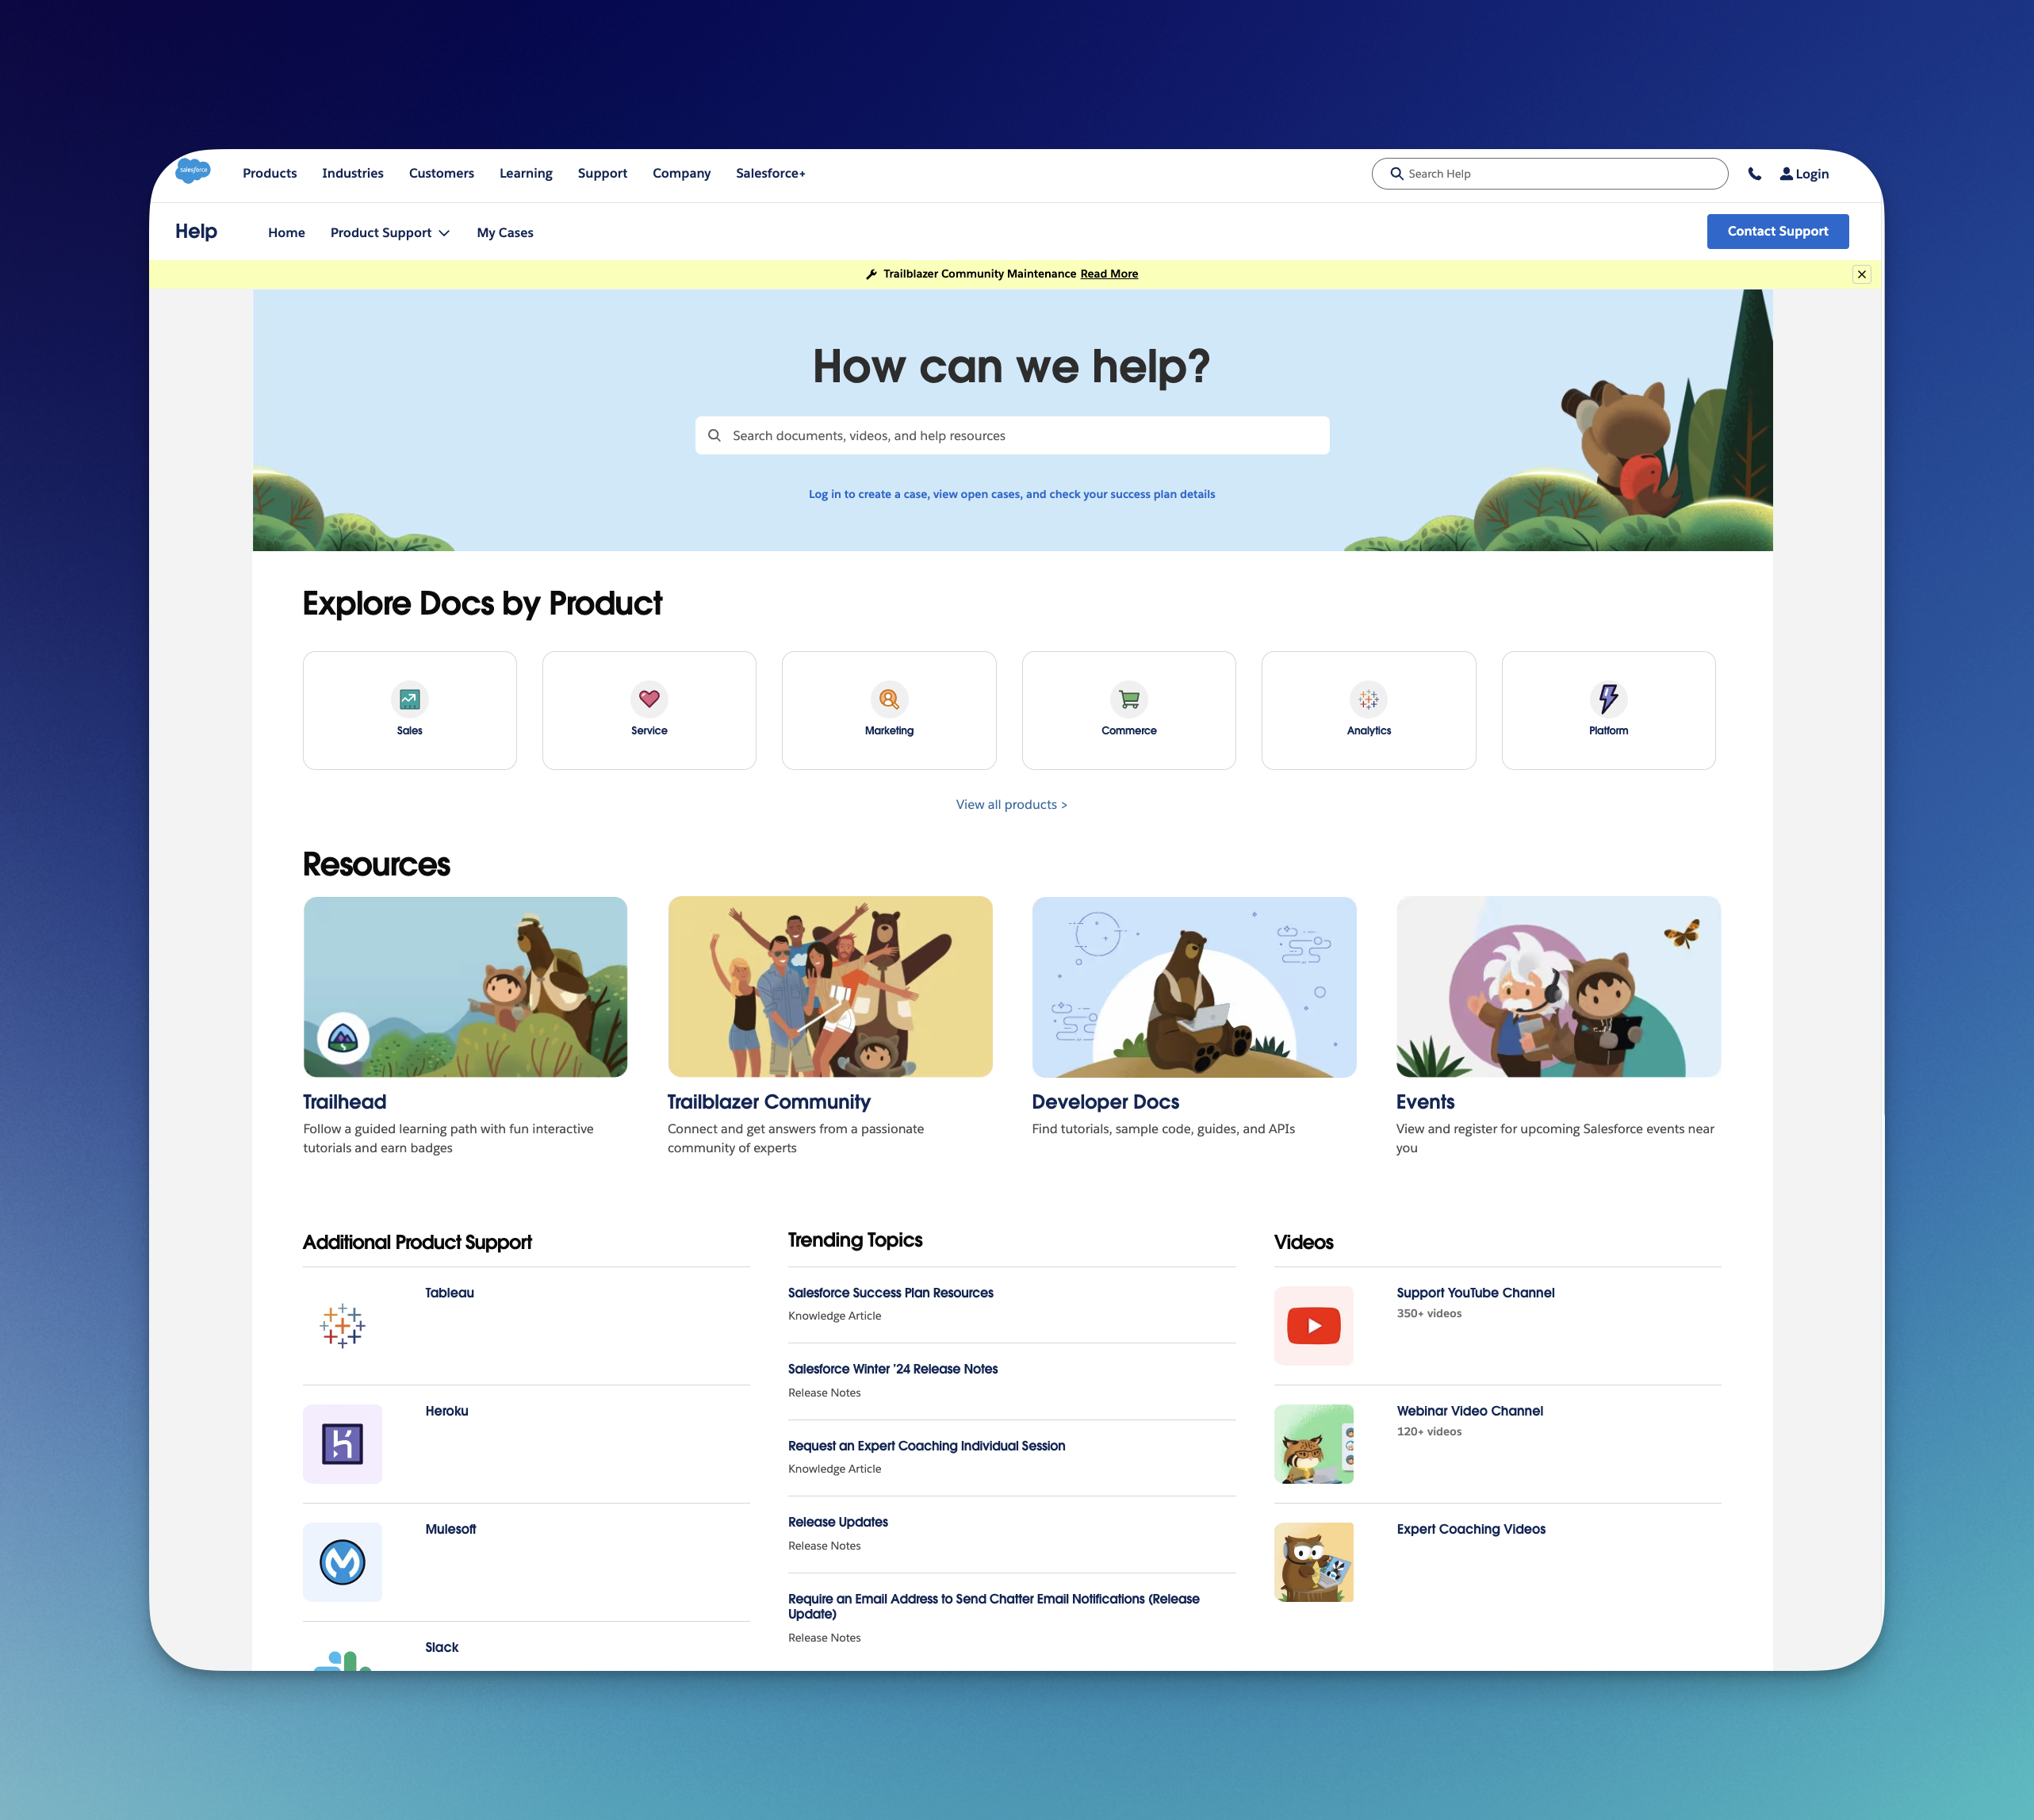 salesforce
Products Industries Customers Learning Support Company Salesforce+
Search Help
Login
Help
Home Product Support My Cases
Contact Support
Trailblazer Community Maintenance Read More
How can we help?
Search documents, videos, and help resources
Log in to create a case, view open cases, and check your success plan details
Explore Docs by Product
Sales
Service
Marketing
Commerce
Analytics
Platform
View all products >
Resources
Trailhead
Follow a guided learning path with fun interactive
tutorials and earn badges
Trailblazer Community
Connect and get answers from a passionate
community of experts
Developer Docs
Find tutorials, sample code, guides, and APIs
Events
View and register for upcoming Salesforce events near
you
Additional Product Support
Tableau
Heroku
Mulesoft
Slack
Trending Topics
Salesforce Success Plan Resources
Knowledge Article
Salesforce Winter ’24 Release Notes
Release Notes
Request an Expert Coaching Individual Session
Knowledge Article
Release Updates
Release Notes
Require an Email Address to Send Chatter Email Notifications (Release
Update)
Release Notes
Videos
Support YouTube Channel
350+ videos
Webinar Video Channel
120+ videos
Expert Coaching Videos